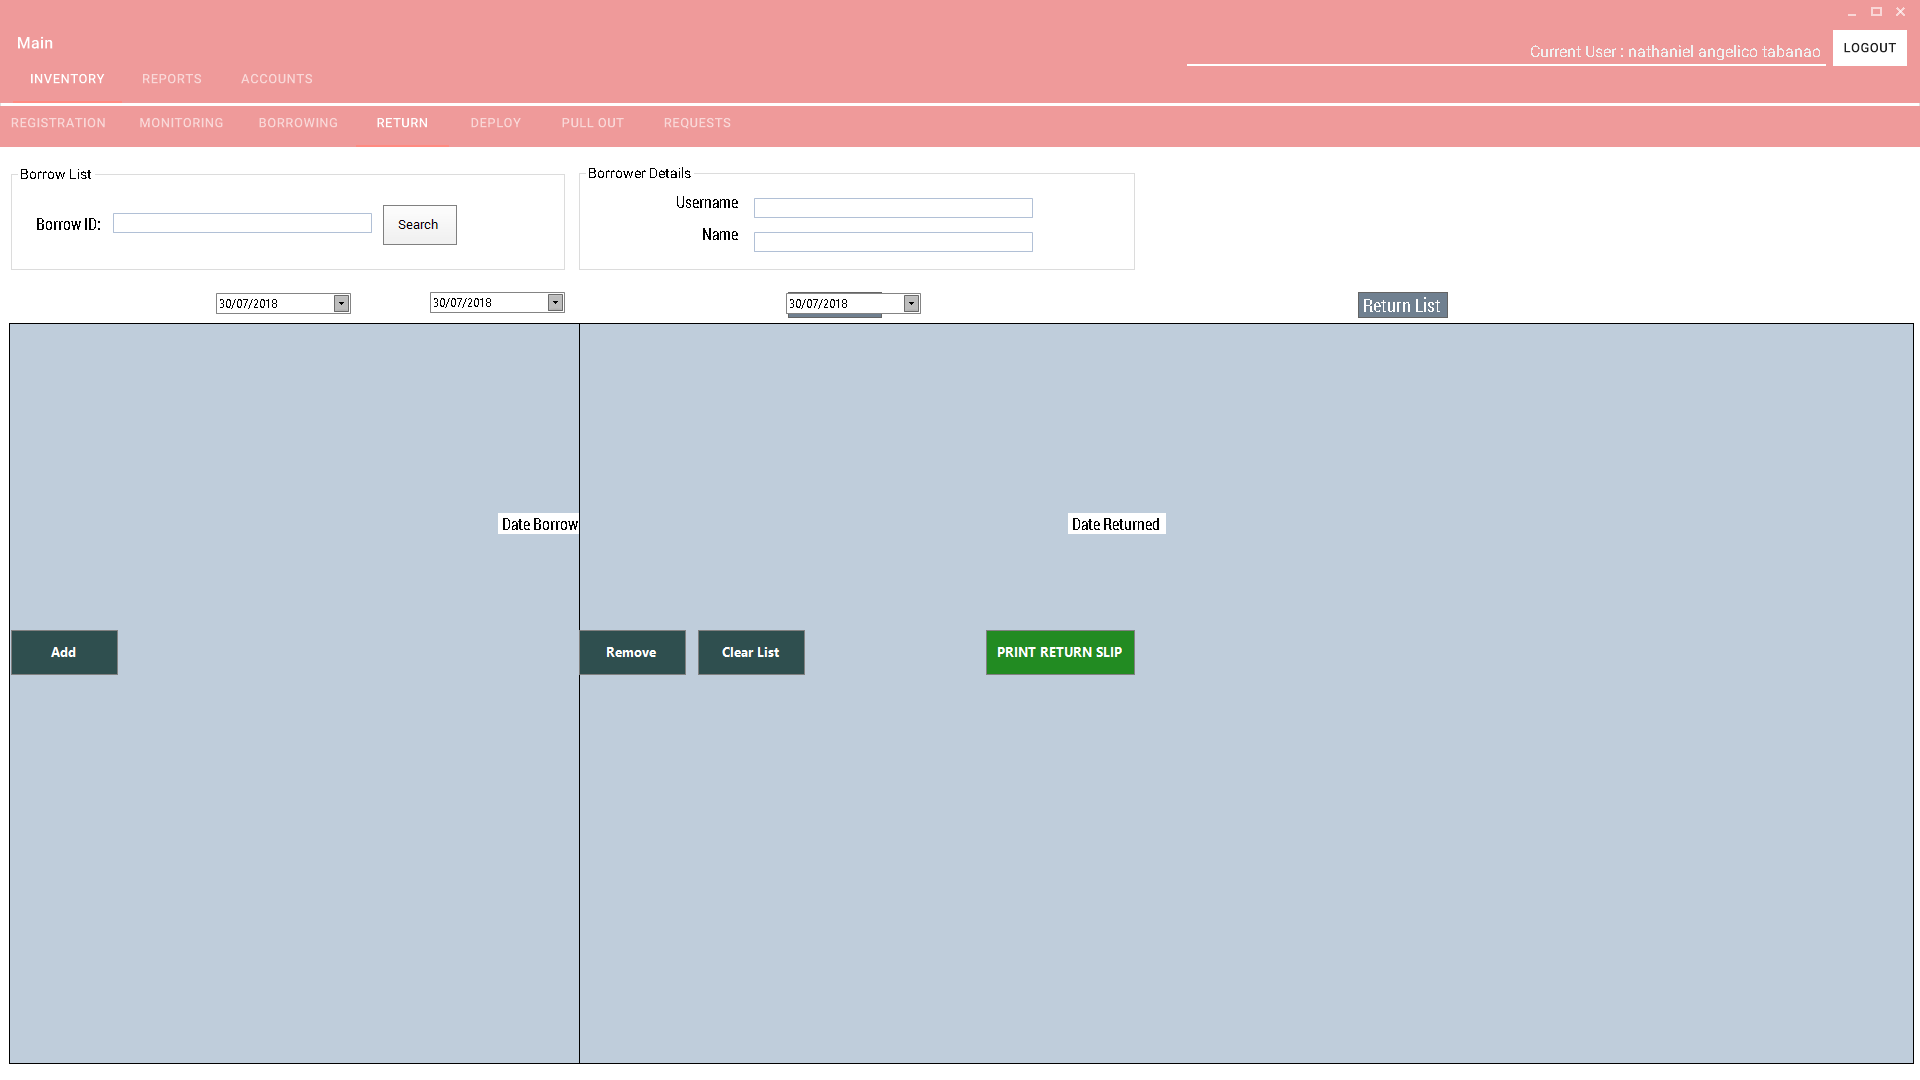 Main
Current User : nathaniel angelico tabanao
LOGOUT
INVENTORY REPORTS ACCOUNTS
REGISTRATION MONITORING BORROWING RETURN DEPLOY PULL OUT REQUESTS
Borrow List
Borrow ID:
Search
Borrower Details
Username
Name
30/07/2018
30/07/2018
30/07/2018
Return List
Date Borrow
Date Returned
Add
Remove
Clear List
PRINT RETURN SLIP